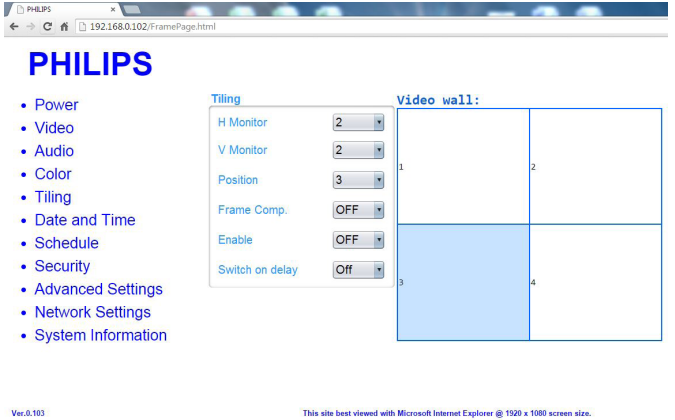 PHILIPS
192.168.0.102/FramePage.html
PHILIPS
Power
Video
Audio
Color
Tiling
Date and Time
Schedule
Security
Advanced Settings
Network Settings
System Information
Tiling
H Monitor 2
V Monitor 2
Position 3
Frame Comp. OFF
Enable OFF
Switch on delay Off
Video wall:
1 2
3 4
Ver.0.103 This site best viewed with Microsoft Internet Explorer @ 1920 x 1080 screen size.